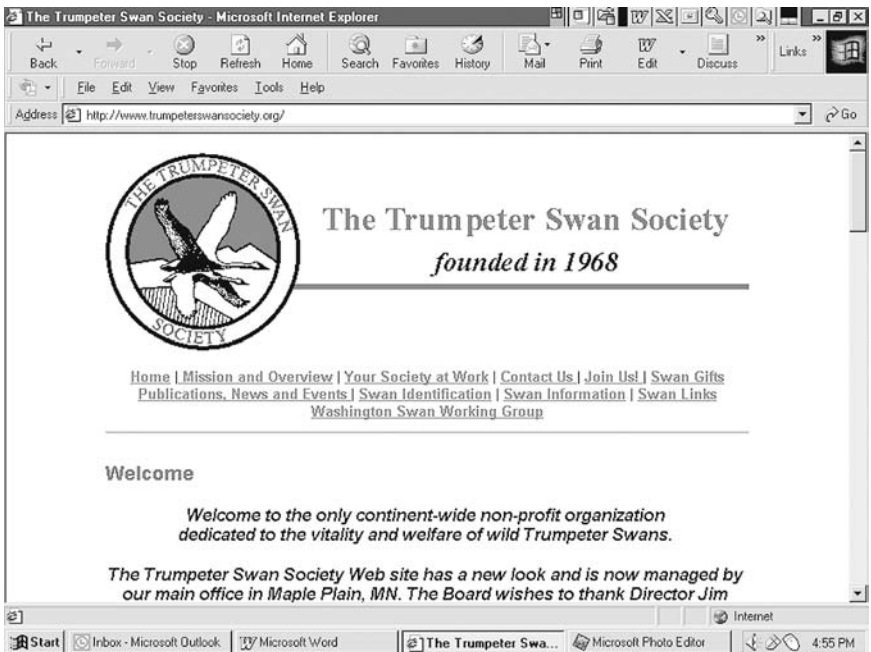 The Trumpeter Swan Society - Microsoft Internet Explorer
Back Forward Stop Refresh Home Search Favorites History Mail Print Edit Discuss » Links »
File Edit View Favorites Tools Help
Address http://www.trumpeterswansociety.org/ Go
THE TRUMPETER SWAN
SOCIETY
The Trumpeter Swan Society
founded in 1968
Home | Mission and Overview | Your Society at Work | Contact Us | Join Us! | Swan Gifts
Publications, News and Events | Swan Identification | Swan Information | Swan Links
Washington Swan Working Group
Welcome
Welcome to the only continent-wide non-profit organization
dedicated to the vitality and welfare of wild Trumpeter Swans.
The Trumpeter Swan Society Web site has a new look and is now managed by
our main office in Maple Plain, MN. The Board wishes to thank Director Jim
Internet
Start Inbox - Microsoft Outlook Microsoft Word The Trumpeter Swa... Microsoft Photo Editor 4:55 PM